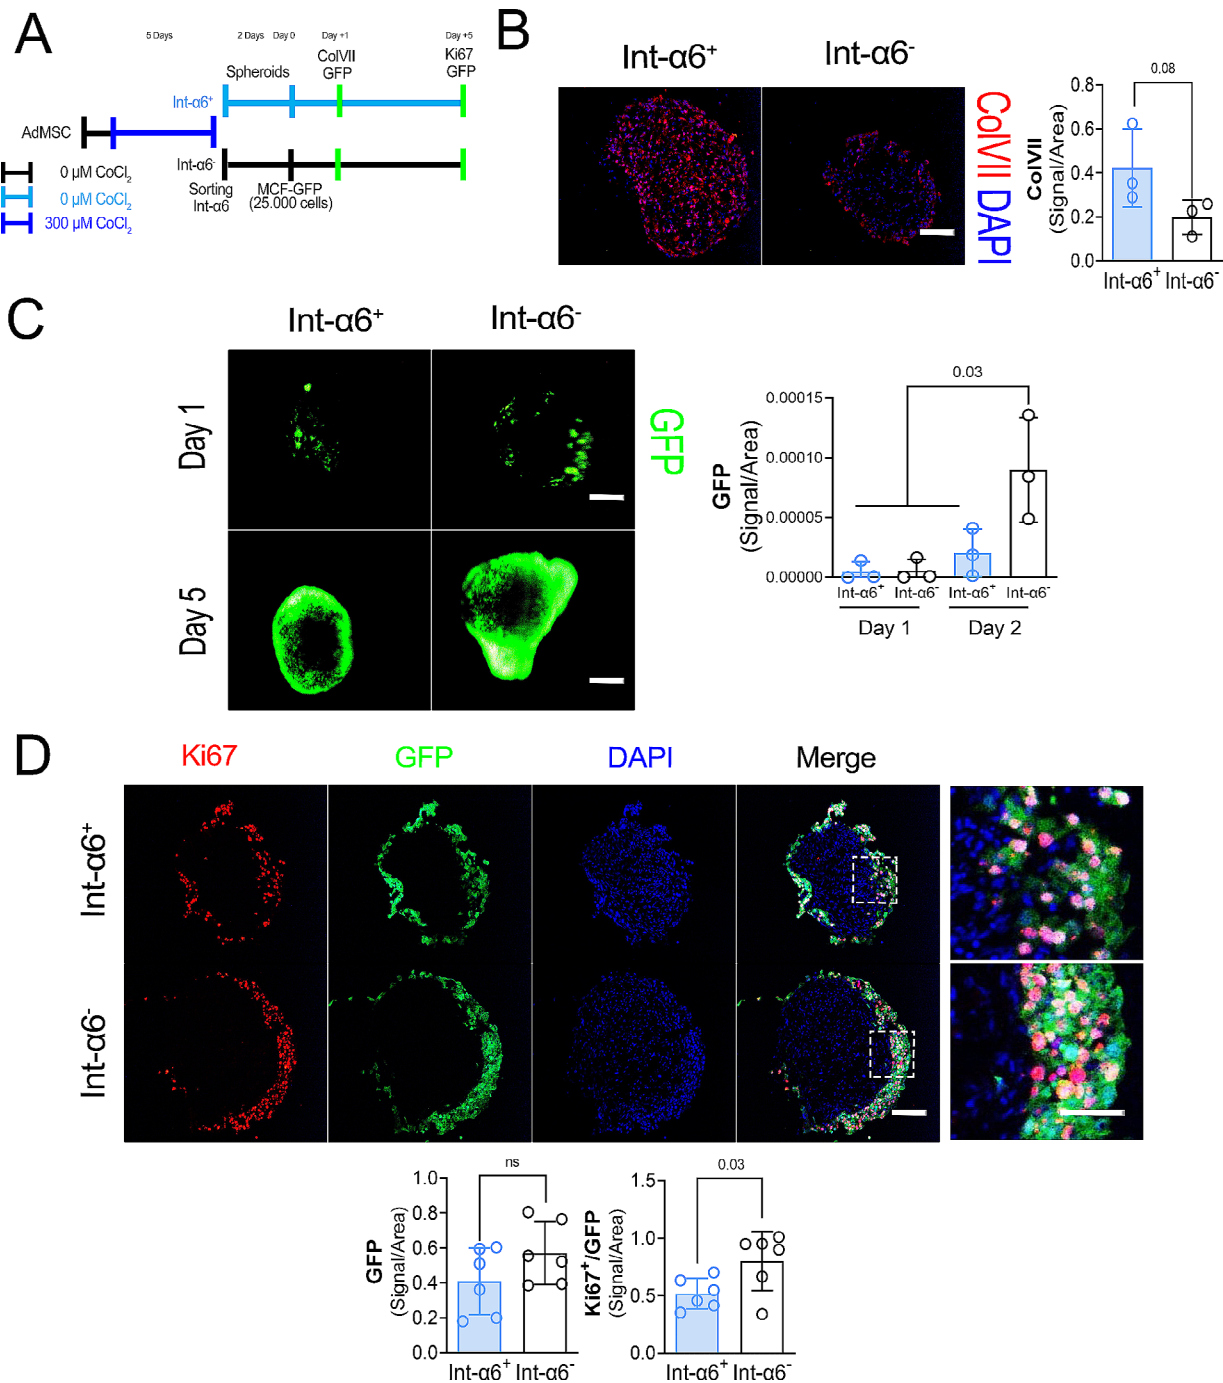 A
5 Days
2 Days
Day 0
Day +1
Day +5
ColVII
GFP
Ki67
GFP
Spheroids
Int-α6+
AdMSC
Int-α6-
0 µM CoCl2
0 µM CoCl2
300 µM CoCl2
Sorting
Int-α6
MCF-GFP
(25.000 cells)
B
Int-α6+
Int-α6-
ColVII DAPI
ColVII
(Signal/Area)
0.08
0.8
0.6
0.4
0.2
0.0
Int-α6+
Int-α6-
C
Int-α6+
Int-α6-
Day 1
Day 5
GFP
GFP
(Signal/Area)
0.03
0.00015
0.00010
0.00005
0.00000
Int-α6+
Int-α6-
Int-α6+
Int-α6-
Day 1
Day 2
D
Ki67
GFP
DAPI
Merge
Int-α6+
Int-α6-
GFP
(Signal/Area)
ns
1.0
0.8
0.6
0.4
0.2
0.0
Int-α6+
Int-α6-
Ki67+/GFP
(Signal/Area)
0.03
1.5
1.0
0.5
0.0
Int-α6+
Int-α6-